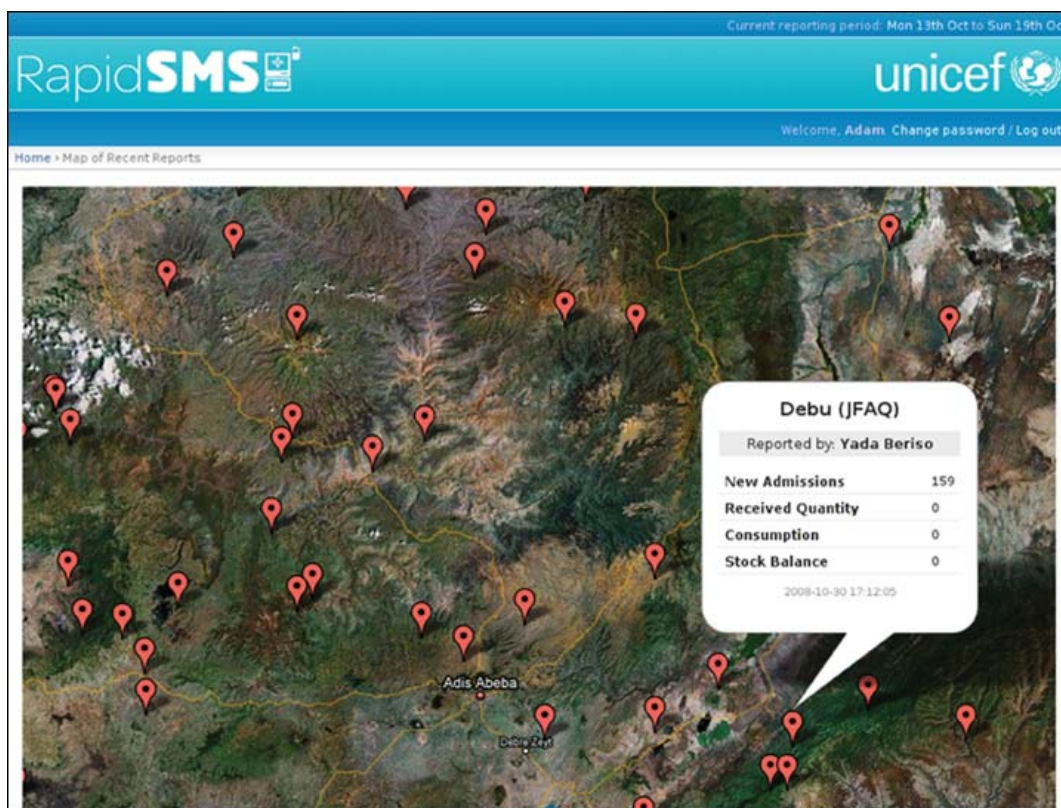 Current reporting period: Mon 13th Oct to Sun 19th Oc
RapidSMS
unicef
Welcome, Adam. Change password / Log out
Home › Map of Recent Reports
Debu (JFAQ)
Reported by: Yada Beriso
New Admissions 159
Received Quantity 0
Consumption 0
Stock Balance 0
2008-10-30 17:12:05
Adis Abeba
Debre Zeyt